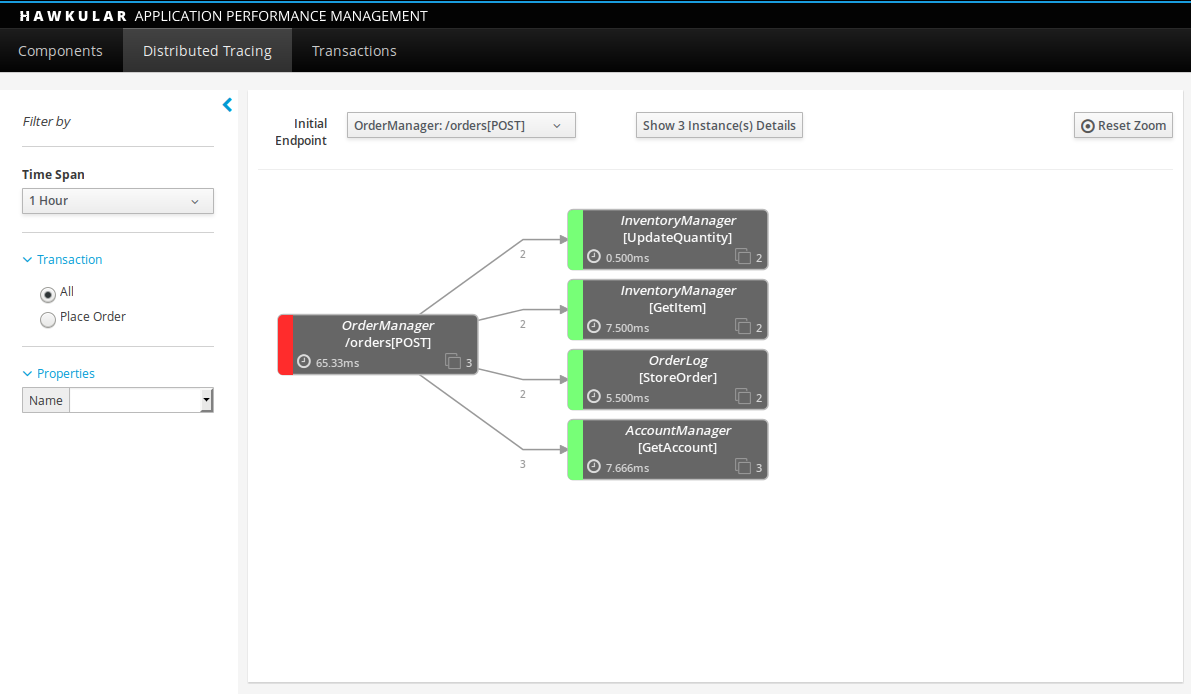 HAWKULAR APPLICATION PERFORMANCE MANAGEMENT
Components Distributed Tracing Transactions
Filter by
Time Span
1 Hour
Transaction
All
Place Order
Properties
Name
Initial
Endpoint
OrderManager: /orders[POST]
Show 3 Instance(s) Details
Reset Zoom
OrderManager
/orders[POST]
65.33ms 3
2
InventoryManager
[UpdateQuantity]
0.500ms 2
2
InventoryManager
[GetItem]
7.500ms 2
2
OrderLog
[StoreOrder]
5.500ms 2
3
AccountManager
[GetAccount]
7.666ms 3